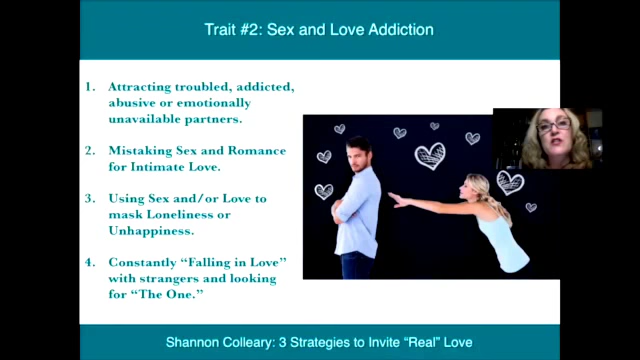 Trait #2: Sex and Love Addiction
1. Attracting troubled, addicted,
abusive or emotionally
unavailable partners.
2. Mistaking Sex and Romance
for Intimate Love.
3. Using Sex and/or Love to
mask Loneliness or
Unhappiness.
4. Constantly “Falling in Love”
with strangers and looking
for “The One.”
Shannon Colleary: 3 Strategies to Invite “Real” Love